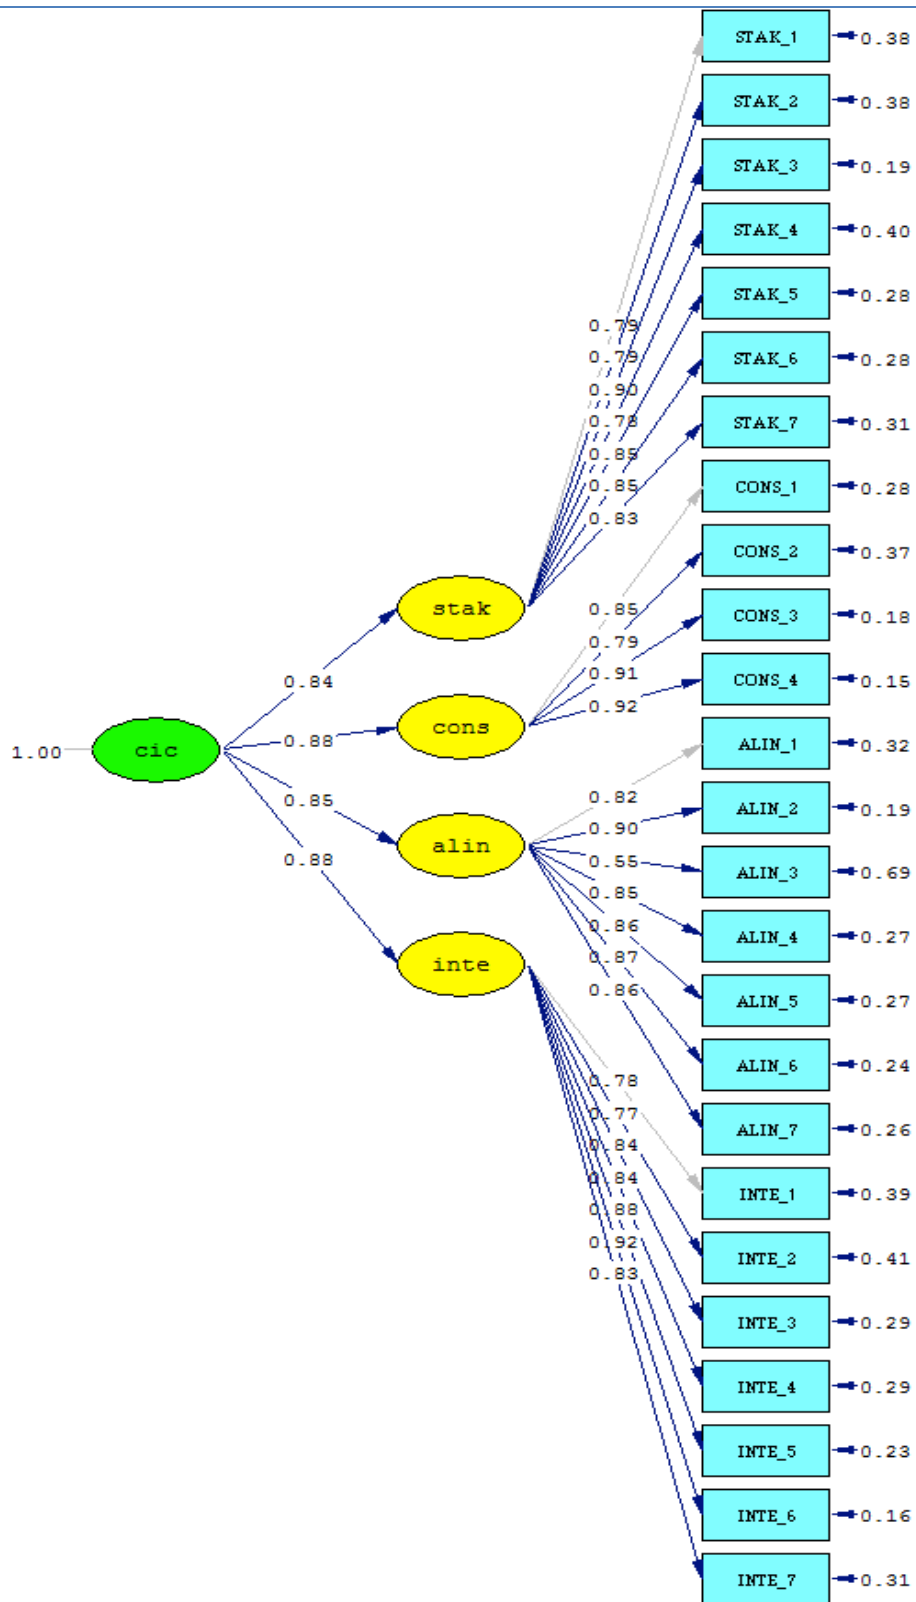 STAK_1 0.38
STAK_2 0.38
STAK_3 0.19
STAK_4 0.40
STAK_5 0.28
0.79
STAK_6 0.28
0.79
0.90
STAK_7 0.31
0.78
0.85
0.85
CONS_1 0.28
0.83
CONS_2 0.37
stak 0.85
CONS_3 0.18
0.79
0.91
0.84 CONS_4 0.15
0.92
cons
0.88
1.00 cic ALIN_1 0.32
0.85 0.82
ALIN_2 0.19
0.90
alin
0.88 0.55
ALIN_3 0.69
0.85
0.86
ALIN_4 0.27
0.87
inte
0.86
ALIN_5 0.27
ALIN_6 0.24
0.78
0.77
ALIN_7 0.26
0.84
0.84
INTE_1 0.39
0.88
0.92
INTE_2 0.41
0.83
INTE_3 0.29
INTE_4 0.29
INTE_5 0.23
INTE_6 0.16
INTE_7 0.31